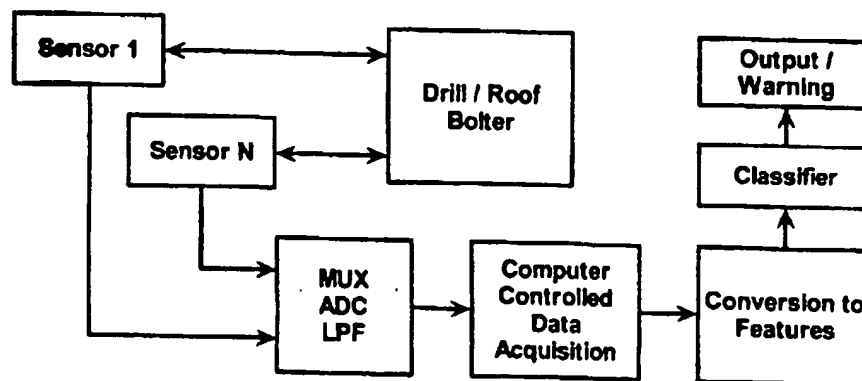 Sensor 1
Drill / Roof
Bolter
Output /
Warning
Sensor N
Classifier
MUX
ADC
LPF
Computer
Controlled
Data
Acquisition
Conversion to
Features